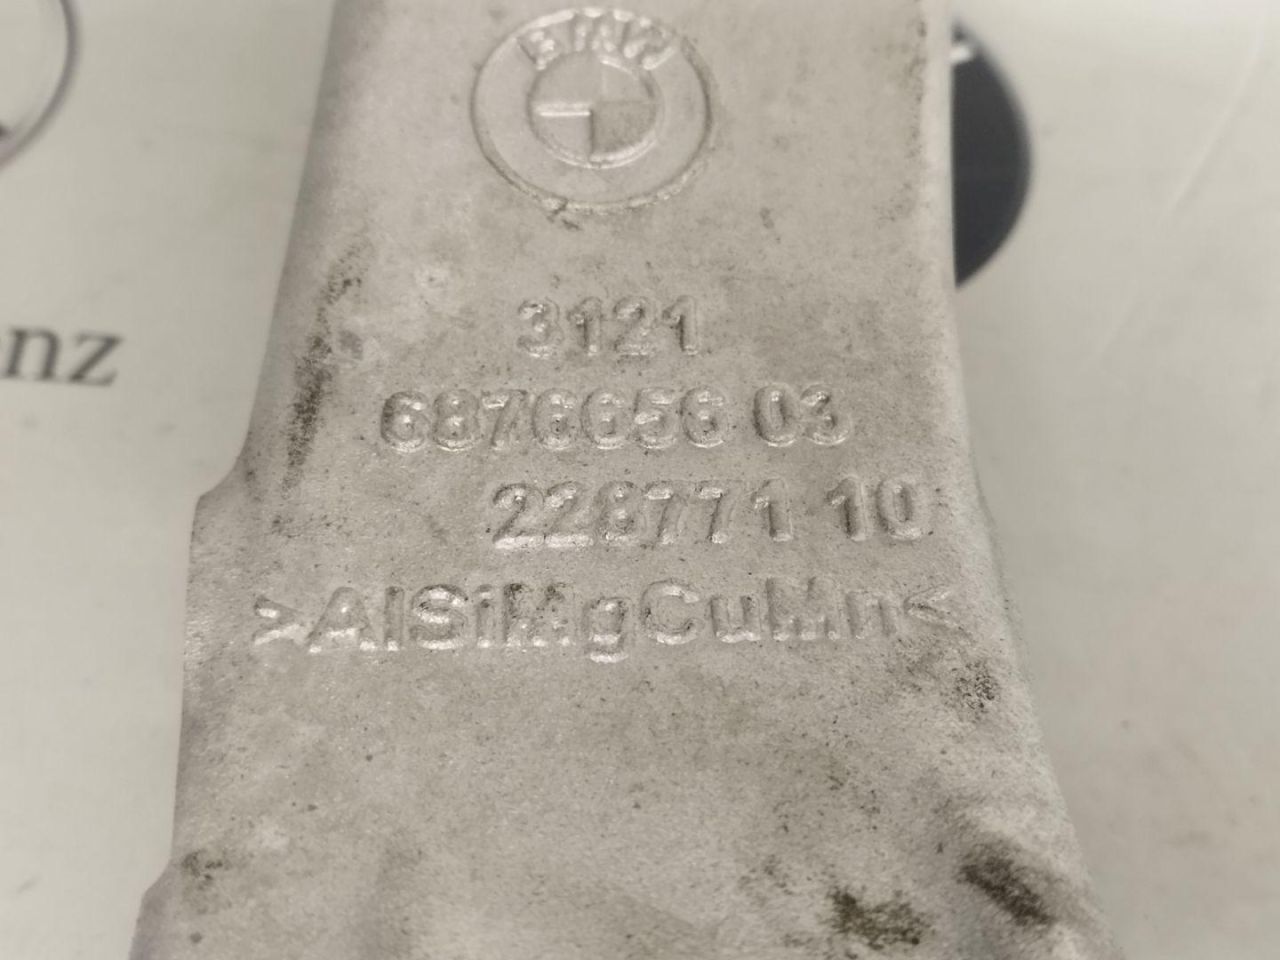 BMW
3121
6876656 03
228771 10
>AlSiMgCuMn<
nz